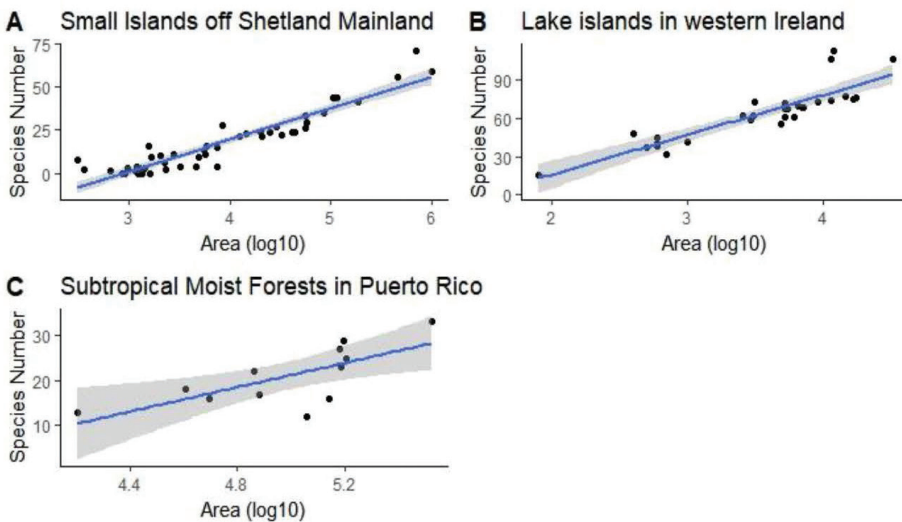 A Small Islands off Shetland Mainland
75
50
25
0
Species Number
3 4 5 6
Area (log10)
B Lake islands in western Ireland
90
60
30
0
Species Number
2 3 4
Area (log10)
C Subtropical Moist Forests in Puerto Rico
30
20
10
Species Number
4.4 4.8 5.2
Area (log10)